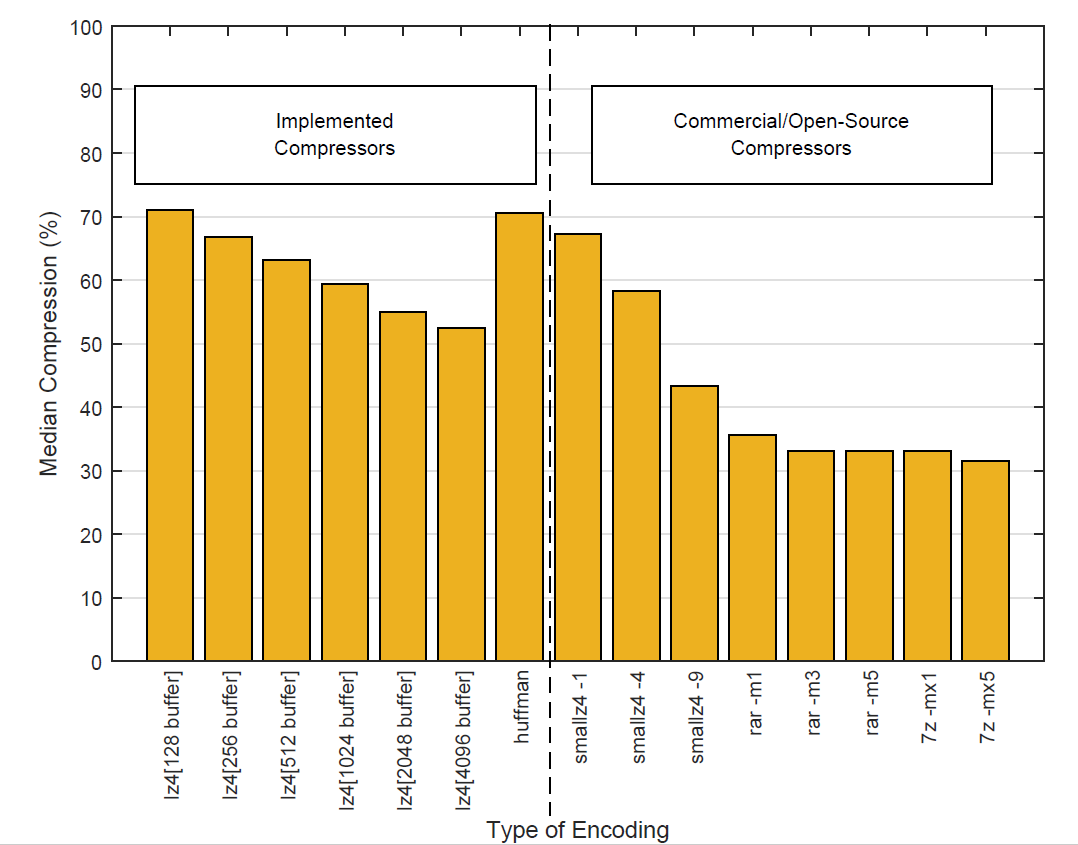 100
90
80
70
60
50
40
30
20
10
0
Median Compression (%)
Implemented
Compressors
Commercial/Open-Source
Compressors
lz4[128 buffer]
lz4[256 buffer]
lz4[512 buffer]
lz4[1024 buffer]
lz4[2048 buffer]
lz4[4096 buffer]
huffman
smallz4 -1
smallz4 -4
smallz4 -9
rar -m1
rar -m3
rar -m5
7z -mx1
7z -mx5
Type of Encoding